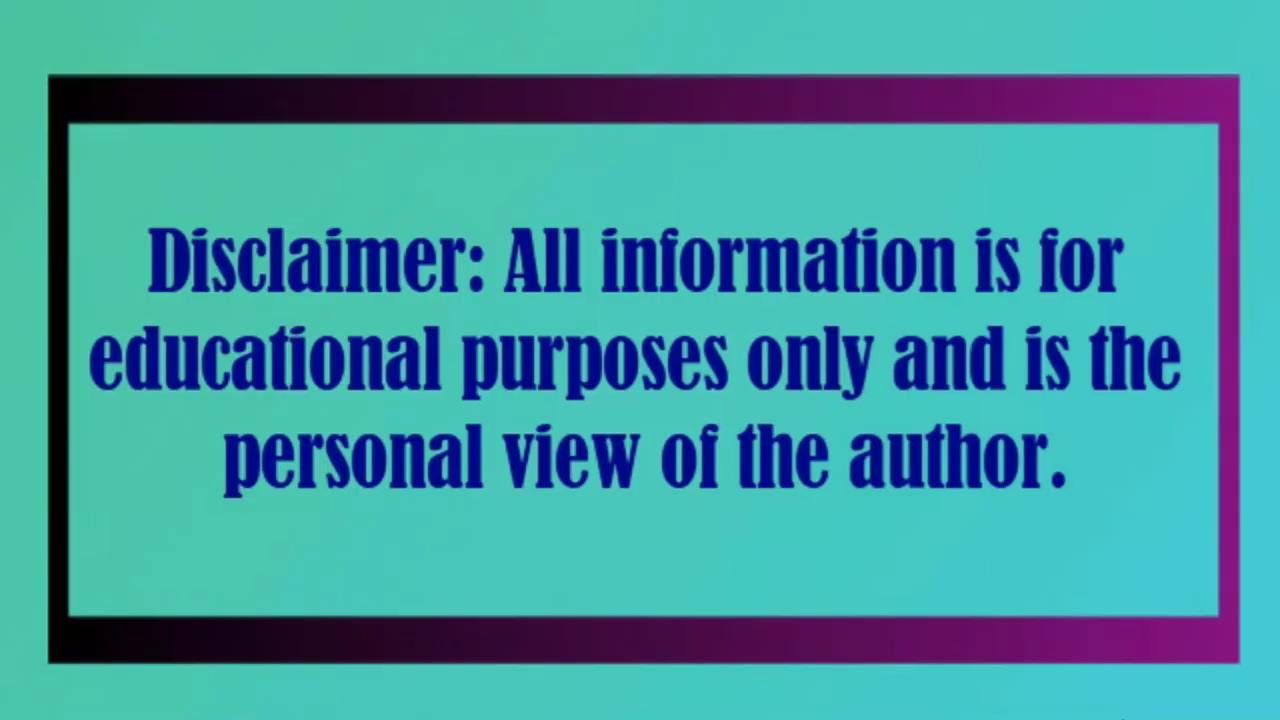 Disclaimer: All information is for
educational purposes only and is the
personal view of the author.